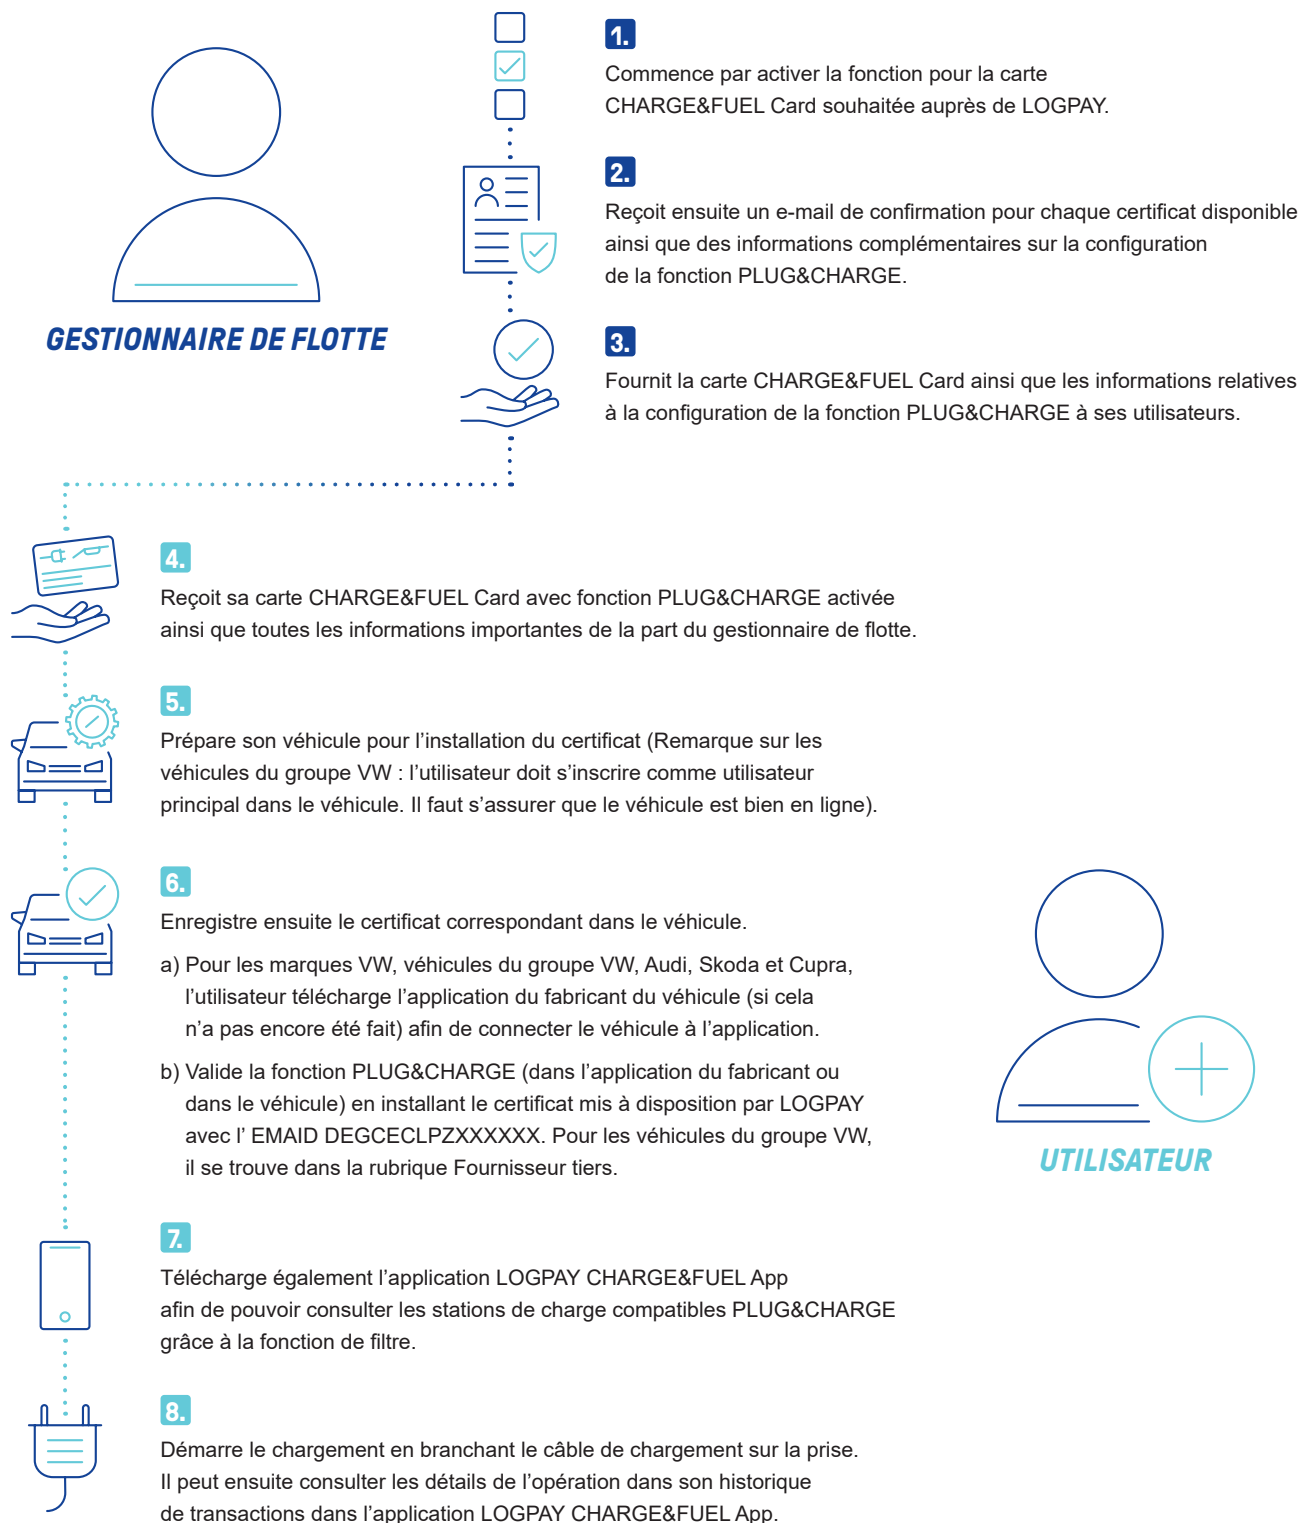 1.
Commence par activer la fonction pour la carte
CHARGE&FUEL Card souhaitée auprès de LOGPAY.
2.
Reçoit ensuite un e-mail de confirmation pour chaque certificat disponible
ainsi que des informations complémentaires sur la configuration
de la fonction PLUG&CHARGE.
GESTIONNAIRE DE FLOTTE
3.
Fournit la carte CHARGE&FUEL Card ainsi que les informations relatives
à la configuration de la fonction PLUG&CHARGE à ses utilisateurs.
4.
Reçoit sa carte CHARGE&FUEL Card avec fonction PLUG&CHARGE activée
ainsi que toutes les informations importantes de la part du gestionnaire de flotte.
5.
Prépare son véhicule pour l’installation du certificat (Remarque sur les
véhicules du groupe VW : l’utilisateur doit s’inscrire comme utilisateur
principal dans le véhicule. Il faut s’assurer que le véhicule est bien en ligne).
6.
Enregistre ensuite le certificat correspondant dans le véhicule.
a) Pour les marques VW, véhicules du groupe VW, Audi, Skoda et Cupra,
l’utilisateur télécharge l’application du fabricant du véhicule (si cela
n’a pas encore été fait) afin de connecter le véhicule à l’application.
b) Valide la fonction PLUG&CHARGE (dans l’application du fabricant ou
dans le véhicule) en installant le certificat mis à disposition par LOGPAY
avec l’ EMAID DEGCECLPZXXXXXX. Pour les véhicules du groupe VW,
il se trouve dans la rubrique Fournisseur tiers.
UTILISATEUR
7.
Télécharge également l’application LOGPAY CHARGE&FUEL App
afin de pouvoir consulter les stations de charge compatibles PLUG&CHARGE
grâce à la fonction de filtre.
8.
Démarre le chargement en branchant le câble de chargement sur la prise.
Il peut ensuite consulter les détails de l’opération dans son historique
de transactions dans l’application LOGPAY CHARGE&FUEL App.